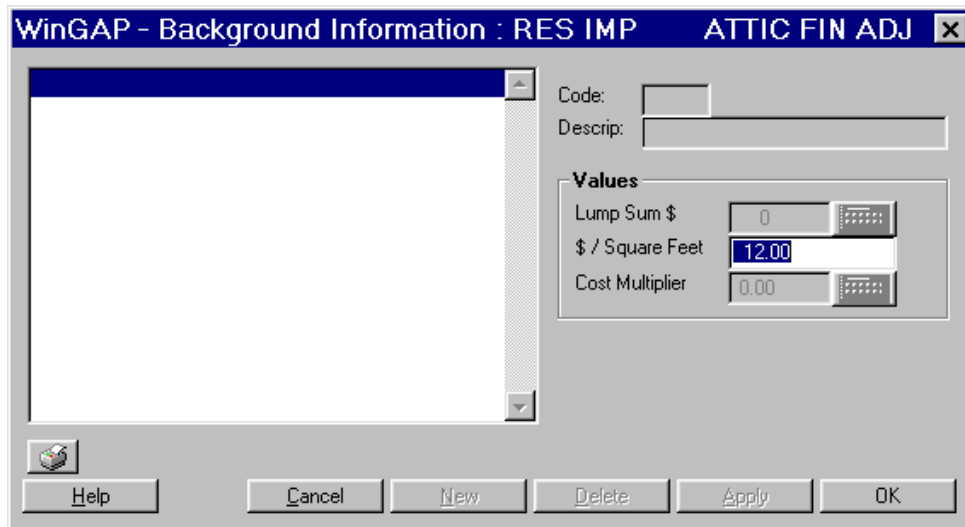 WinGAP - Background Information : RES IMP ATTIC FIN ADJ
Code:
Descrip:
Values
Lump Sum $ 0
$ / Square Feet 12.00
Cost Multiplier 0.00
Help Cancel New Delete Apply OK